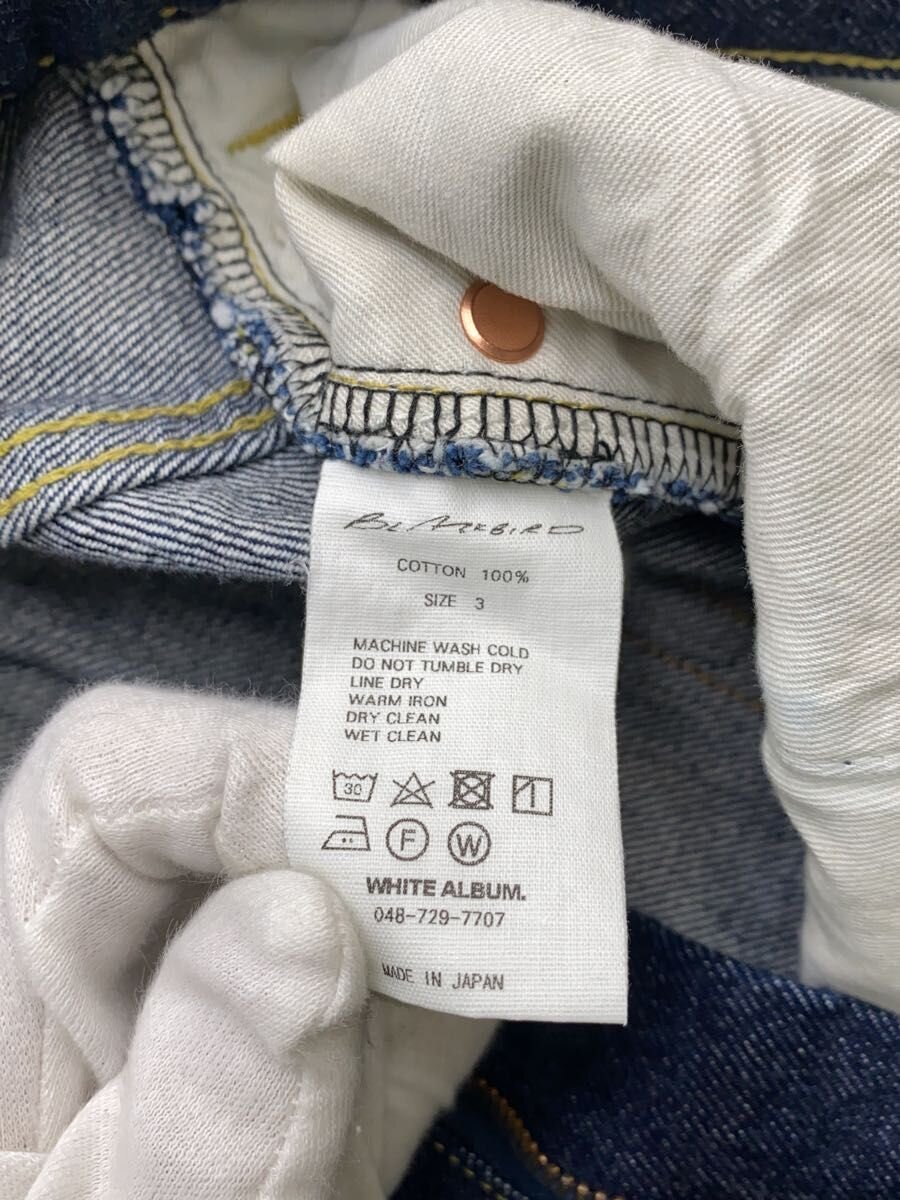 BLACKBIRD
COTTON 100%
SIZE 3
MACHINE WASH COLD
DO NOT TUMBLE DRY
LINE DRY
WARM IRON
DRY CLEAN
WET CLEAN
30
F W
WHITE ALBUM.
048-729-7707
MADE IN JAPAN